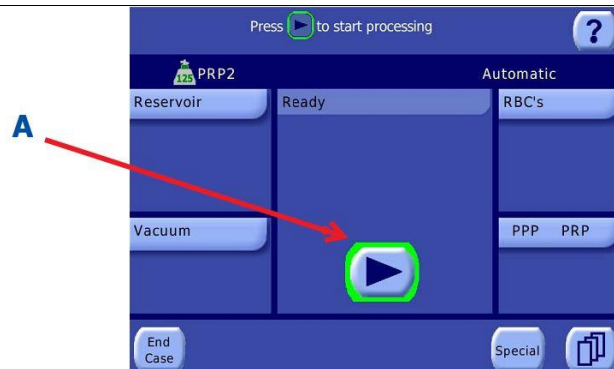 Press to start processing
?
125 PRP2 Automatic
Reservoir Ready RBC's
A
Vacuum PPP PRP
End
Case
Special